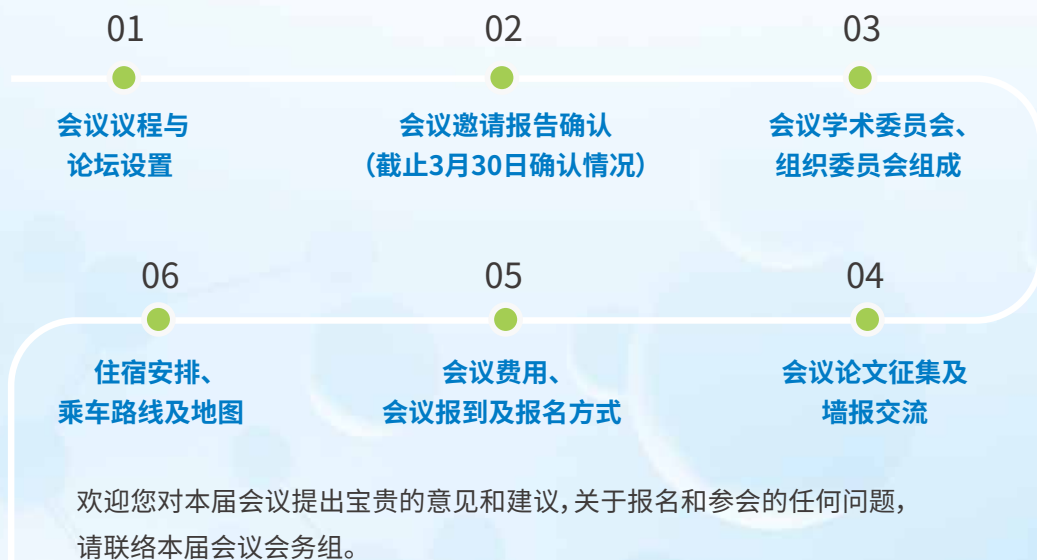 01
会议议程与
论坛设置
02
会议邀请报告确认
（截止3月30日确认情况）
03
会议学术委员会、
组织委员会组成
04
会议论文征集及
墙报交流
05
会议费用、
会议报到及报名方式
06
住宿安排、
乘车路线及地图
欢迎您对本届会议提出宝贵的意见和建议，关于报名和参会的任何问题，
请联络本届会议会务组。